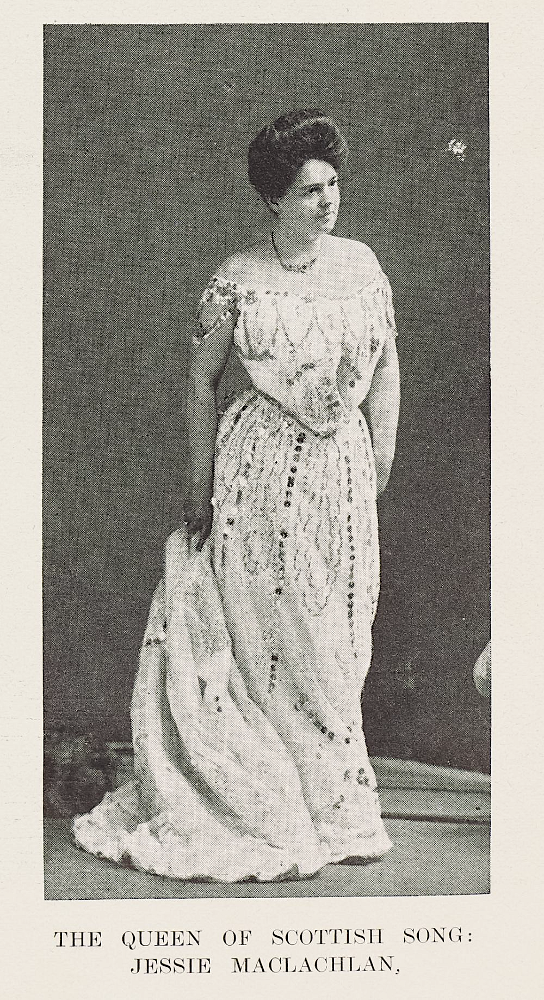 THE QUEEN OF SCOTTISH SONG:
JESSIE MACLACHLAN,